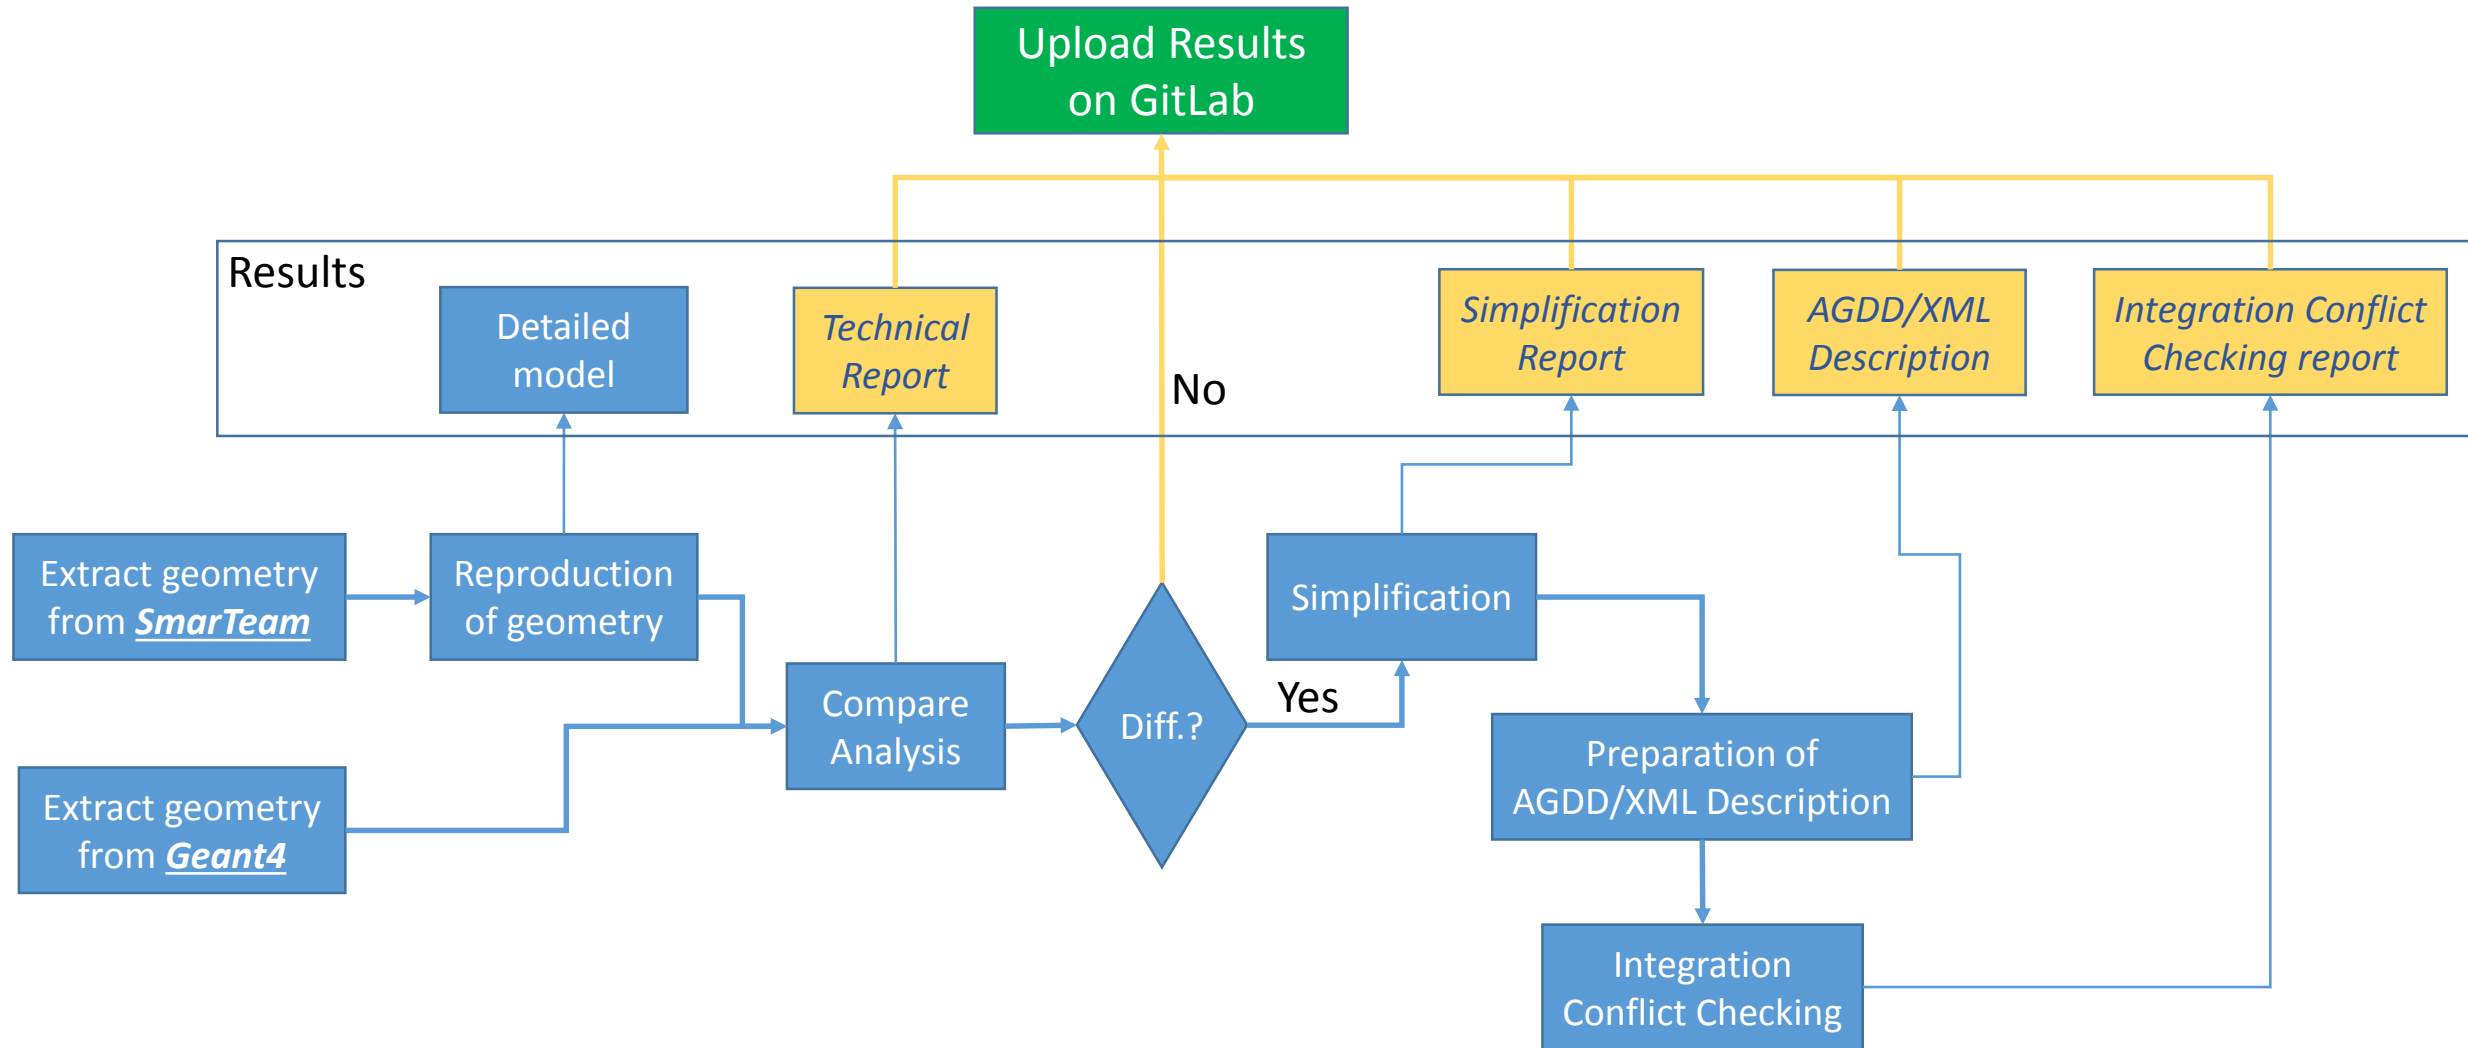 Upload Results
on GitLab
Results
Detailed
model
Technical
Report
No
Simplification
Report
AGDD/XML
Description
Integration Conflict
Checking report
Extract geometry
from SmarTeam
Reproduction
of geometry
Simplification
Yes
Compare
Analysis
Diff.?
Preparation of
AGDD/XML Description
Extract geometry
from Geant4
Integration
Conflict Checking